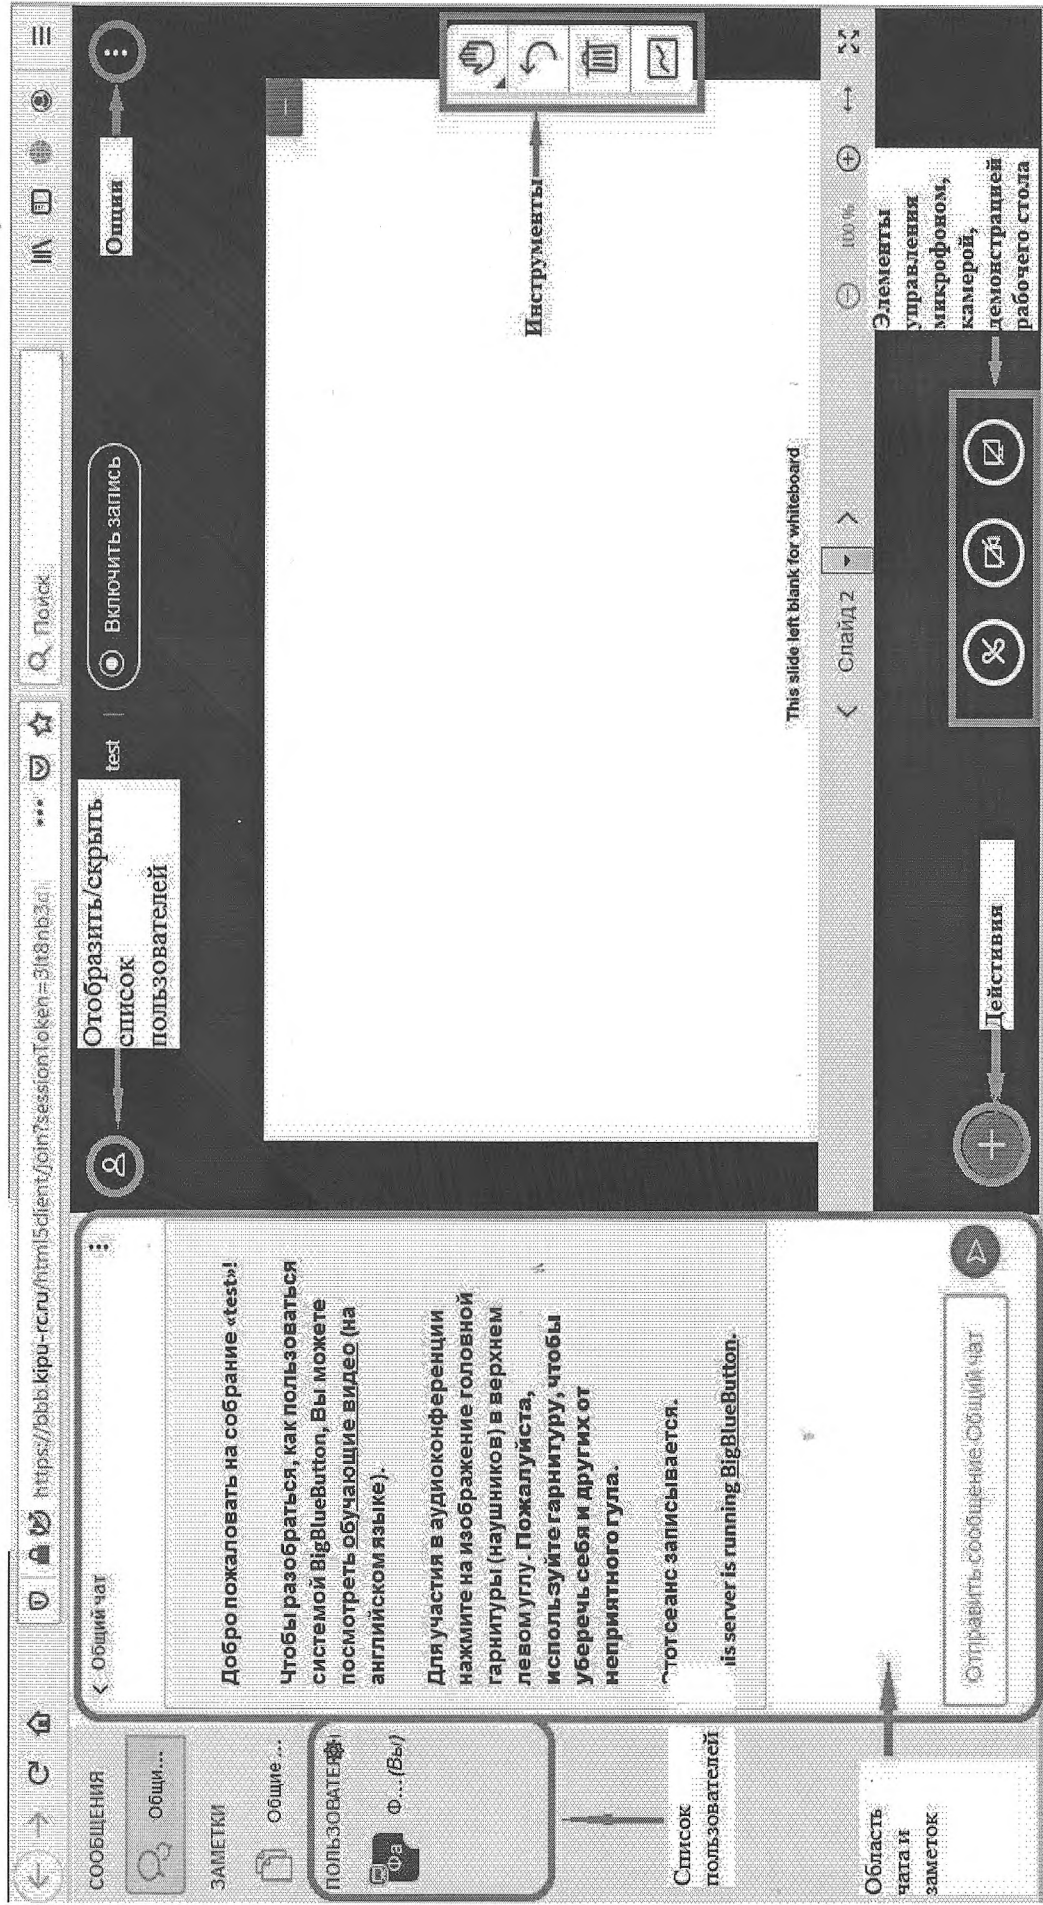 https://bbb.kipu-rc.ru/html5client/join?sessionToken=3lt8nb3q
Поиск
СООБЩЕНИЯ
Общи...
ЗАМЕТКИ
Общие...
ПОЛЬЗОВАТЕЛИ
Фа
Ф...(Вы)
Список
пользователей
Область
чата и
заметок
Общий чат
Добро пожаловать на собрание «test»!
Чтобы разобраться, как пользоваться
системой BigBlueButton, Вы можете
посмотреть обучающие видео (на
английском языке).
Для участия в аудиоконференции
нажмите на изображение головной
гарнитуры (наушников) в верхнем
левом углу. Пожалуйста,
используйте гарнитуру, чтобы
уберечь себя и других от
неприятного гула.
Этот сеанс записывается.
is server is running BigBlueButton.
Отправить сообщение Общий чат
Отобразить/скрыть
список
пользователей
test
Включить запись
Опции
Инструменты
This slide left blank for whiteboard
Слайд 2
100%
Действия
Элементы
управления
микрофоном,
камерой,
демонстрацией
рабочего стола